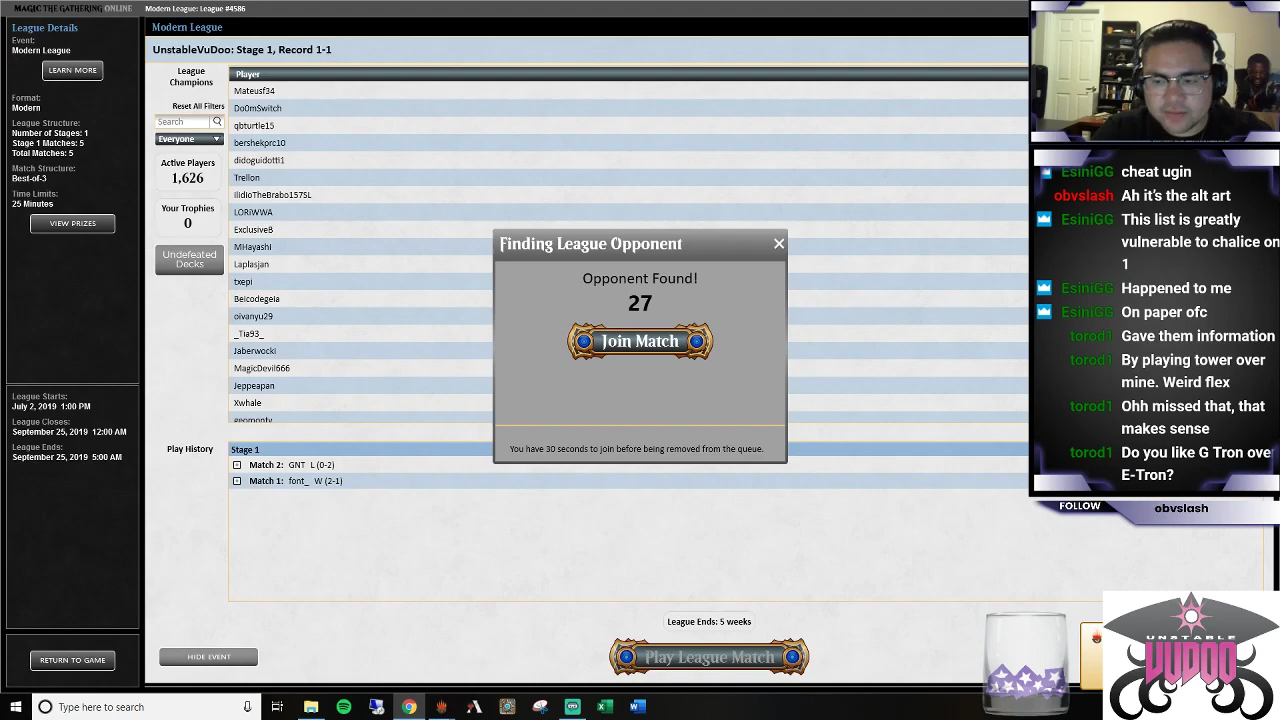 MAGIC THE GATHERING ONLINE
Modern League: League #4586
League Details
Event:
Modern League
LEARN MORE
Format:
Modern
League Structure:
Number of Stages: 1
Stage 1 Matches: 5
Total Matches: 5
Match Structure:
Best-of-3
Time Limits:
25 Minutes
VIEW PRIZES
League Starts:
July 2, 2019 1:00 PM
League Closes:
September 25, 2019 12:00 AM
League Ends:
September 25, 2019 5:00 AM
RETURN TO GAME
Modern League
UnstableVuDoo: Stage 1, Record 1-1
League
Champions
Reset All Filters
Search
Everyone
Active Players
1,626
Your Trophies
0
Undefeated
Decks
Player
Mateusf34
Do0mSwitch
qbturtle15
bershekprc10
didoguidotti1
Trellon
ilidioTheBrabo157SL
LORiWWA
ExclusiveB
MHayashi
Laplasjan
txepi
Beicodegeia
oivanyu29
_Tia93_
Jaberwocki
MagicDevil666
Jeppeapan
Xwhale
geomonty
Finding League Opponent
Opponent Found!
27
Join Match
You have 30 seconds to join before being removed from the queue.
Play History
Stage 1
Match 2: GNT L (0-2)
Match 1: font_ W (2-1)
League Ends: 5 weeks
HIDE EVENT
Play League Match
EsiniGG cheat ugin
obvslash Ah it's the alt art
EsiniGG This list is greatly
vulnerable to chalice on
1
EsiniGG Happened to me
EsiniGG On paper ofc
torod1 Gave them information
torod1 By playing tower over
mine. Weird flex
torod1 Ohh missed that, that
makes sense
torod1 Do you like G Tron ove
E-Tron?
FOLLOW obvslash
UNSTABLE
VUDOO
Type here to search